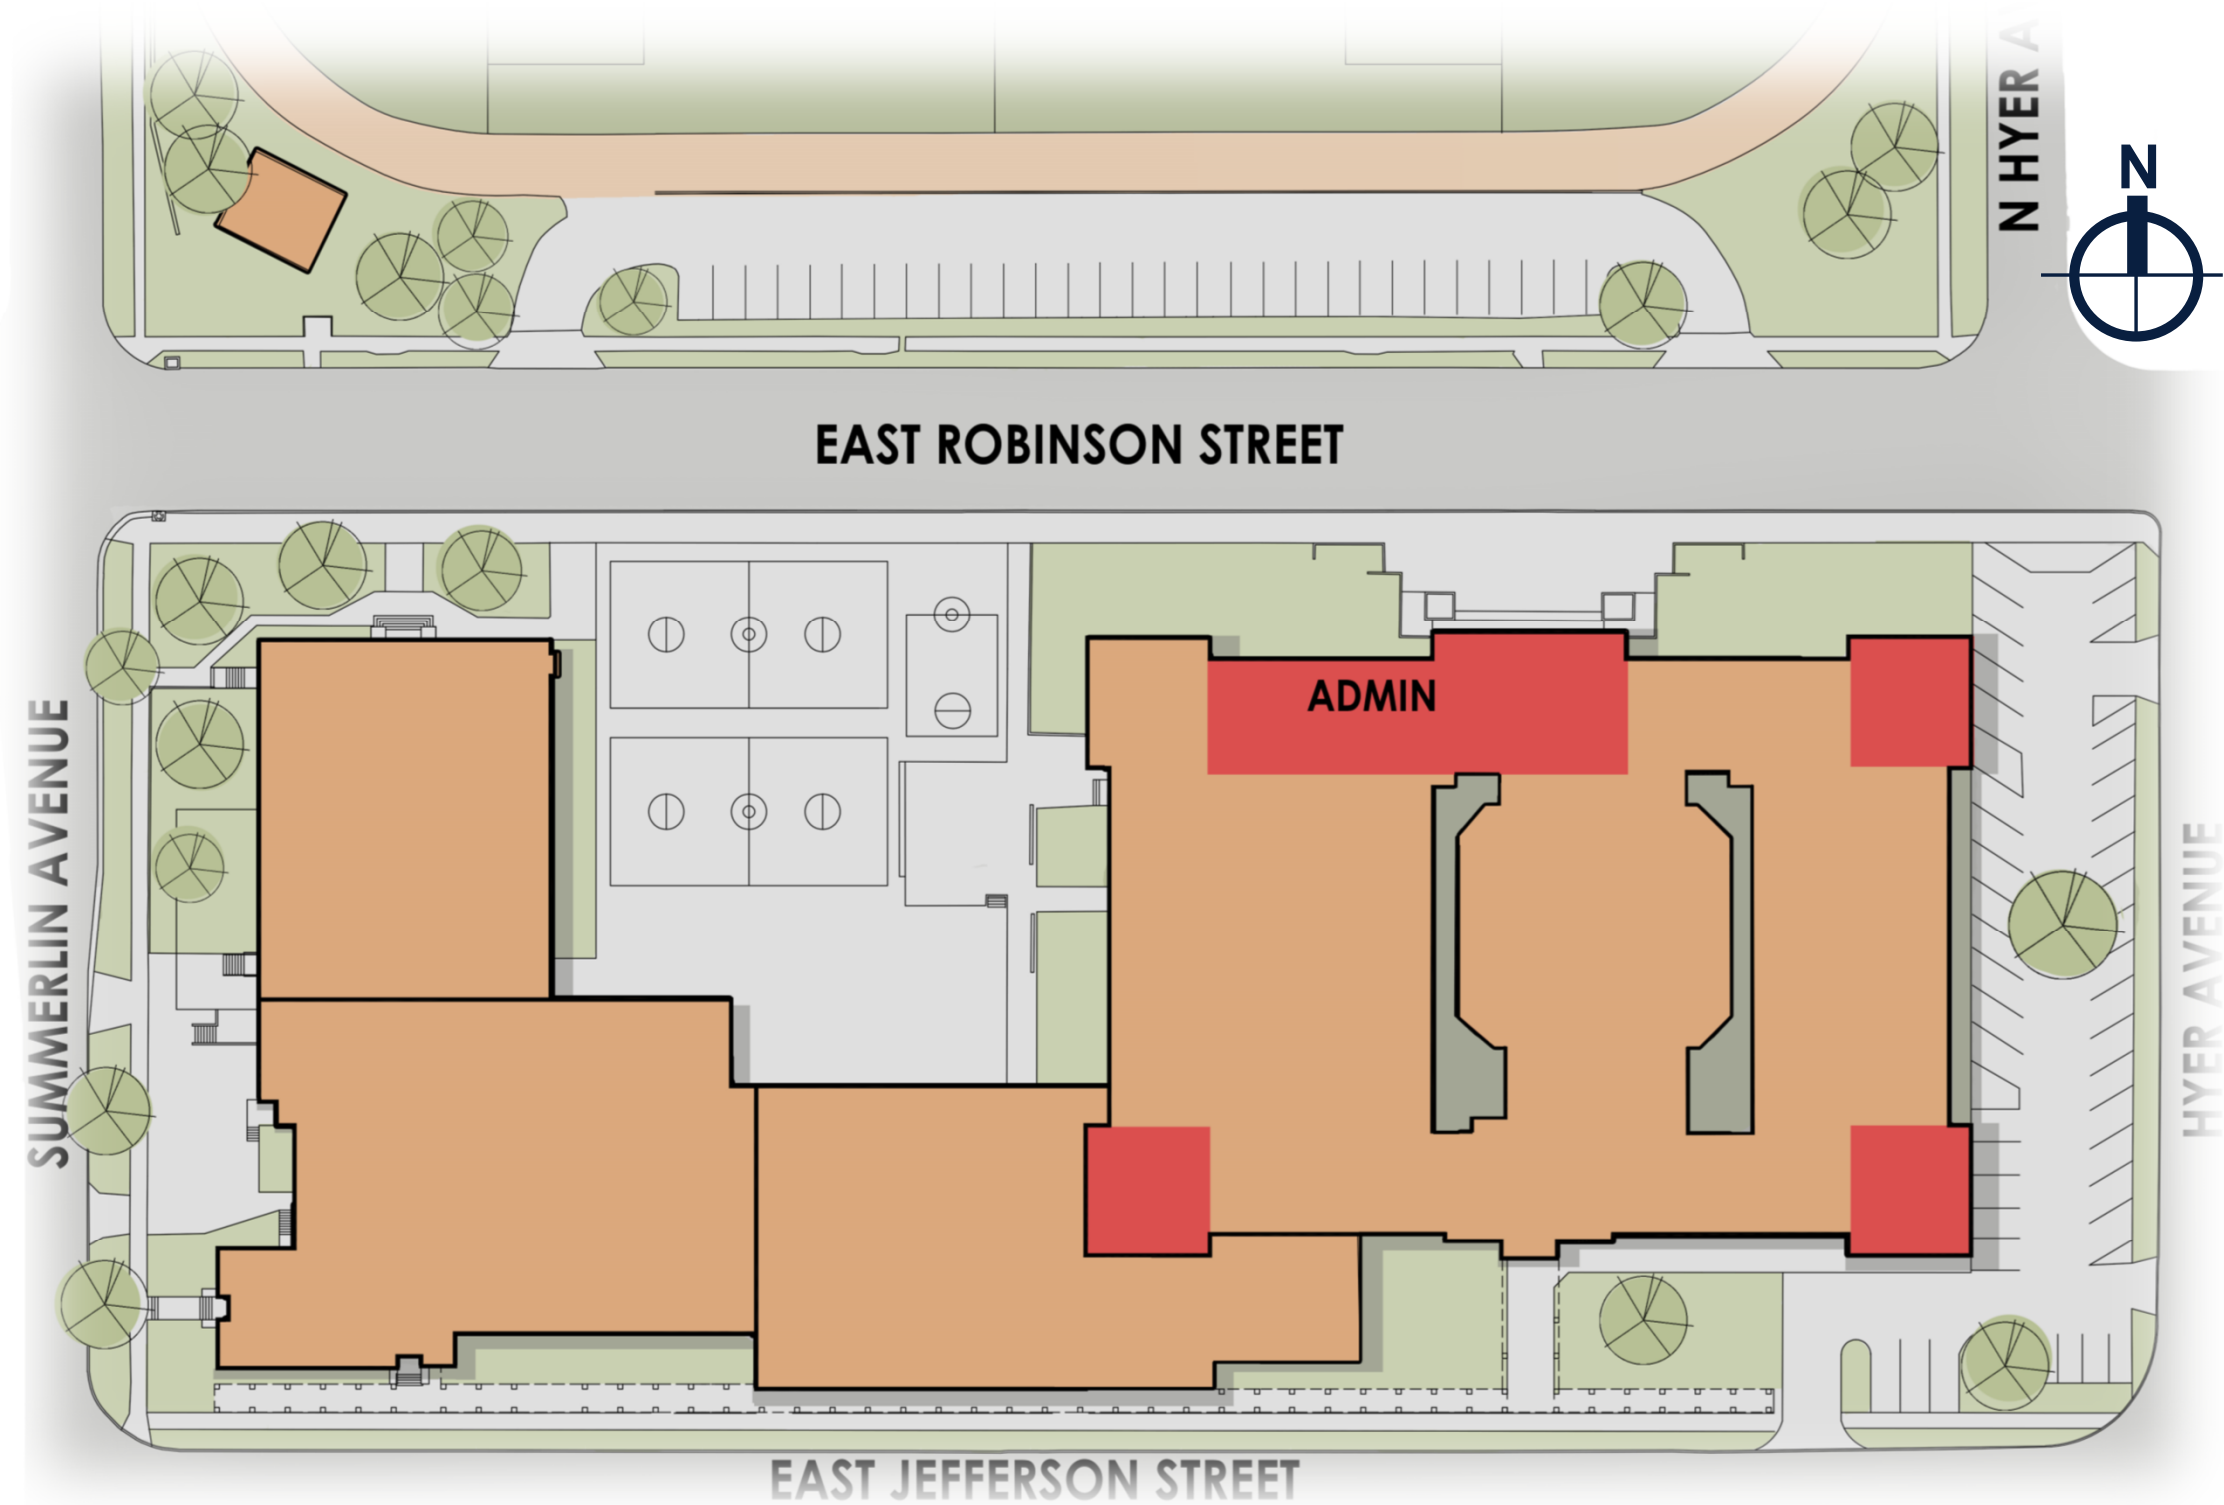 N HYER A
N
EAST ROBINSON STREET
ADMIN
SUMMERLIN AVENUE
HYER AVENUE
EAST JEFFERSON STREET